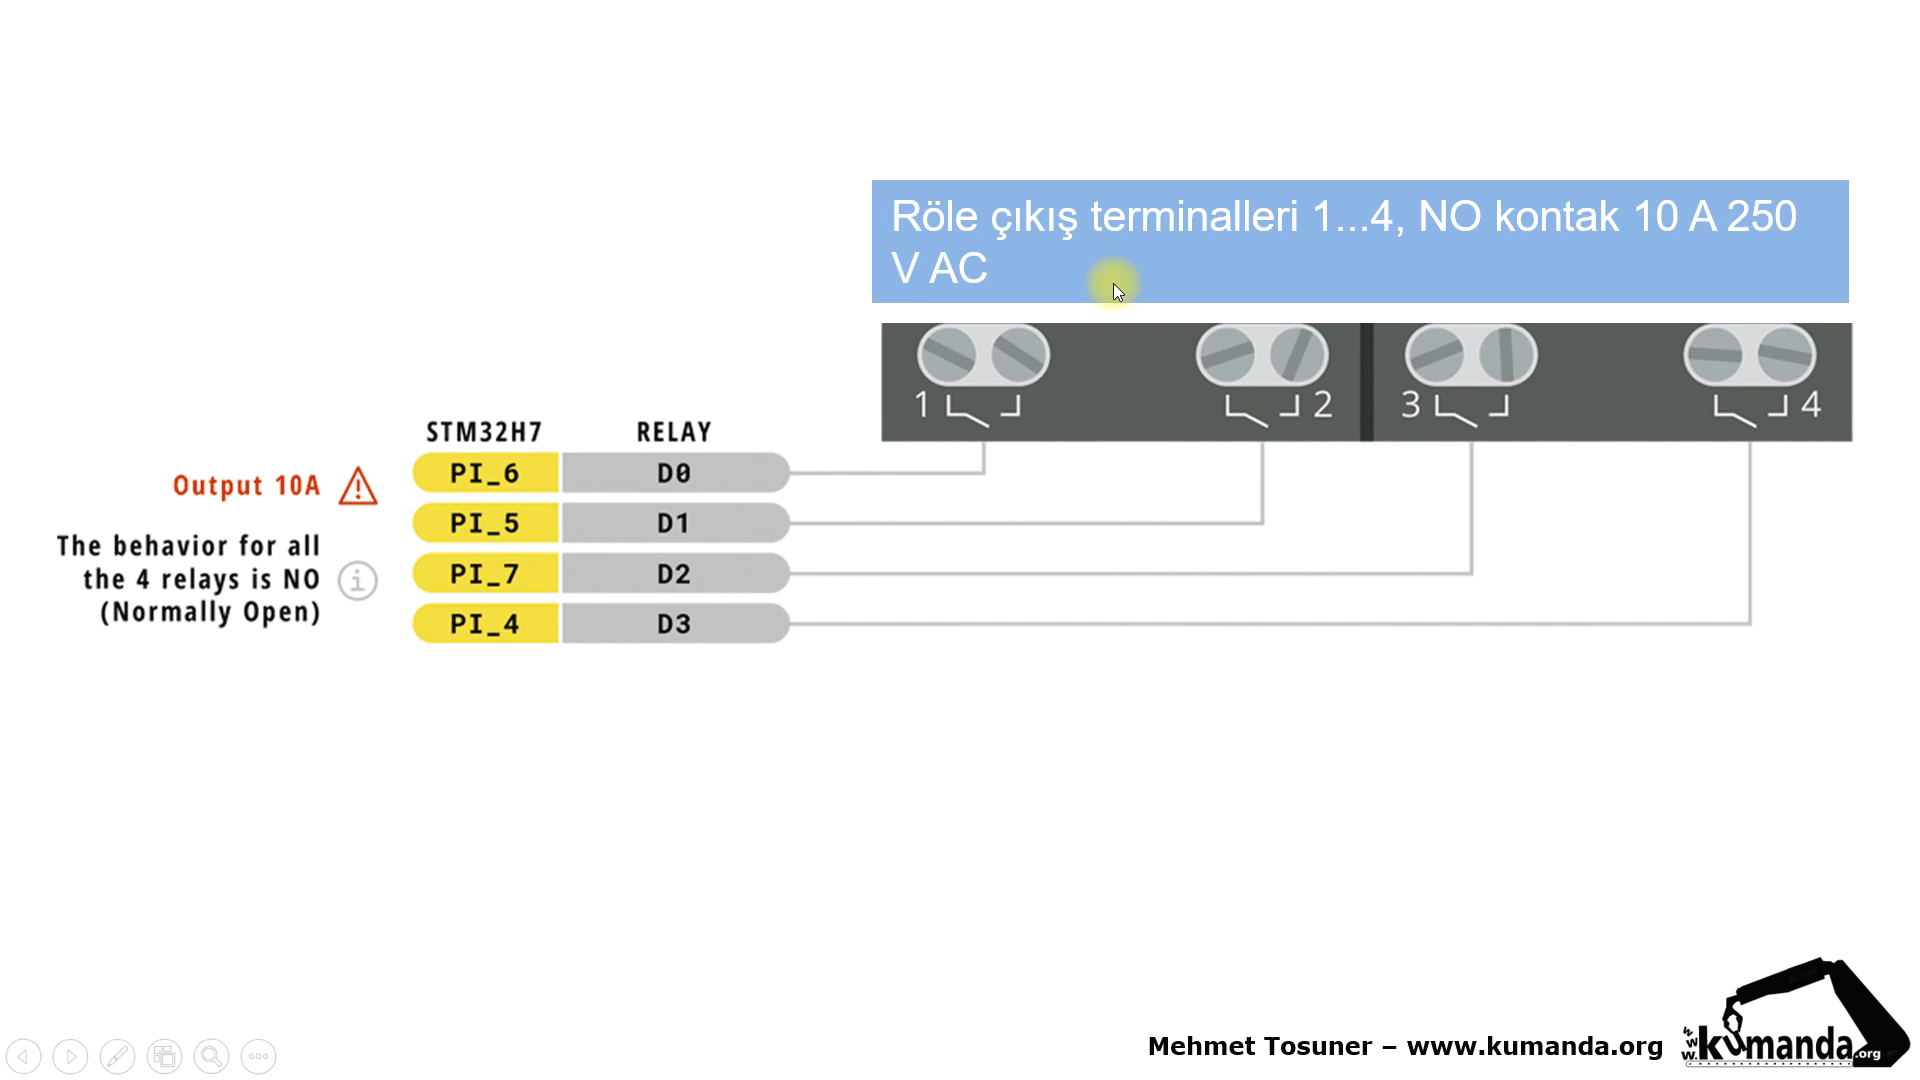 Röle çıkış terminalleri 1...4, NO kontak 10 A 250
V AC
1
2
3
4
STM32H7 RELAY
Output 10A
PI_6 D0
PI_5 D1
The behavior for all
the 4 relays is NO
(Normally Open)
PI_7 D2
PI_4 D3
Mehmet Tosuner – www.kumanda.org
www.kumanda.org